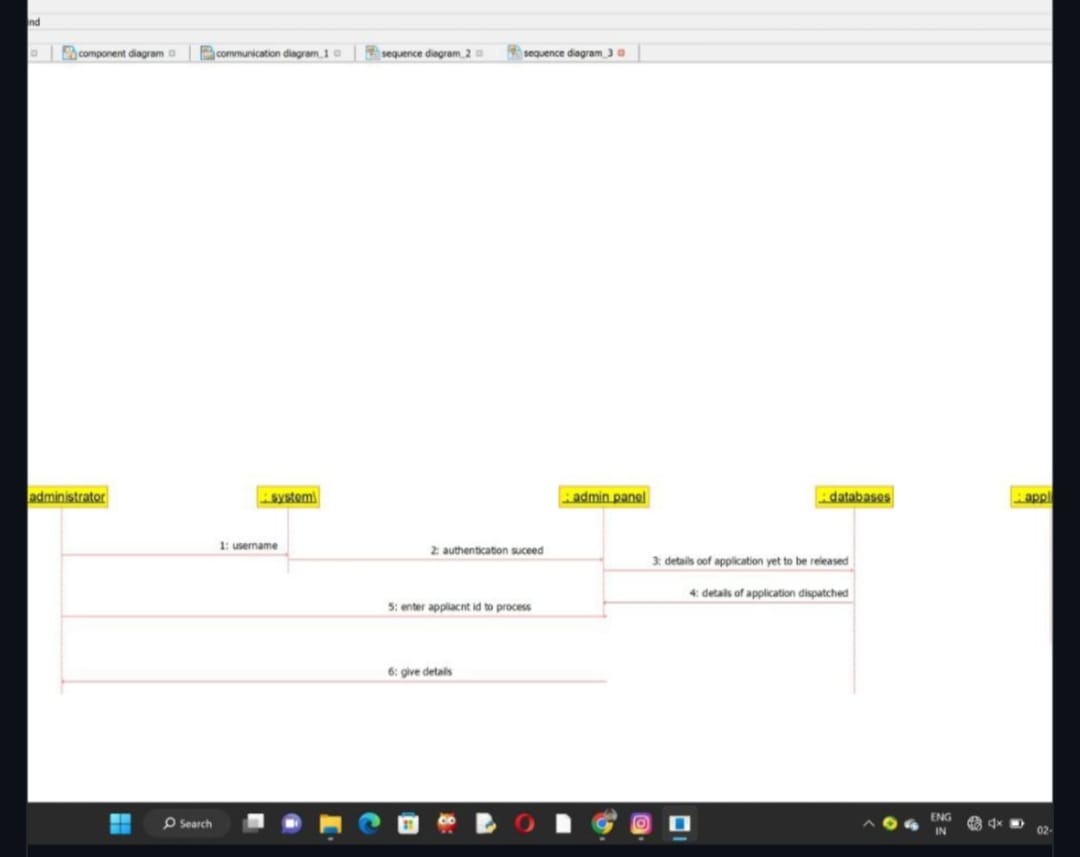 ind
component diagram
communication diagram_1
sequence diagram_2
sequence diagram_3
administrator
: system\
: admin panel
: databases
: appli
1: username
2: authentication suceed
3: details oof application yet to be released
4: details of application dispatched
5: enter appliacnt id to process
6: give details
Search
ENG
IN
02-